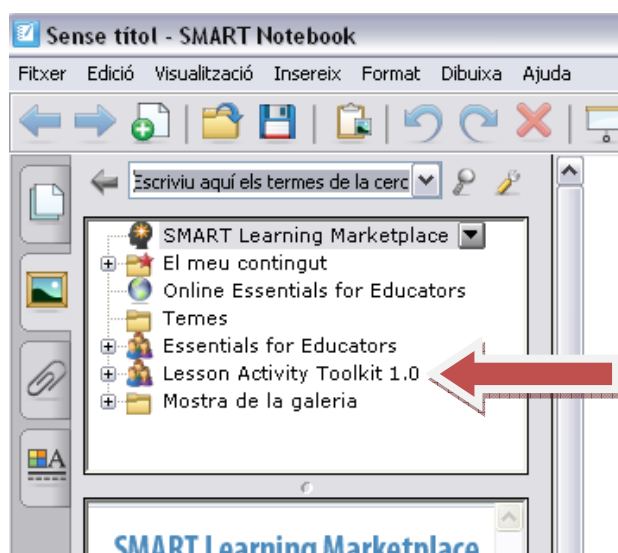 Sense títol - SMART Notebook
Fitxer Edició Visualització Insereix Format Dibuixa Ajuda
Escriviu aquí els termes de la cerc
SMART Learning Marketplace
El meu contingut
Online Essentials for Educators
Temes
Essentials for Educators
Lesson Activity Toolkit 1.0
Mostra de la galeria
A
SMART Learning Marketplace